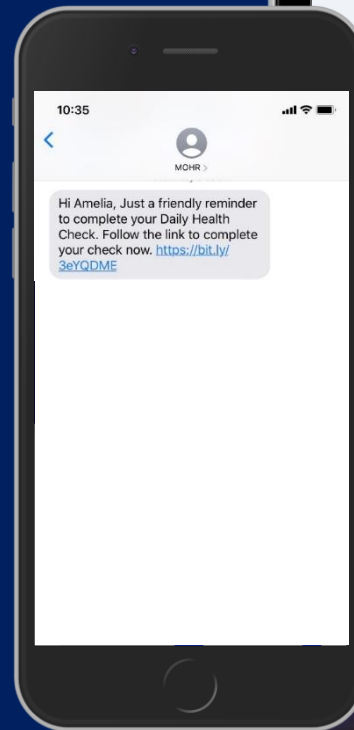 10:35
MOHR >
Hi Amelia, Just a friendly reminder
to complete your Daily Health
Check. Follow the link to complete
your check now. https://bit.ly/
3eYQDME